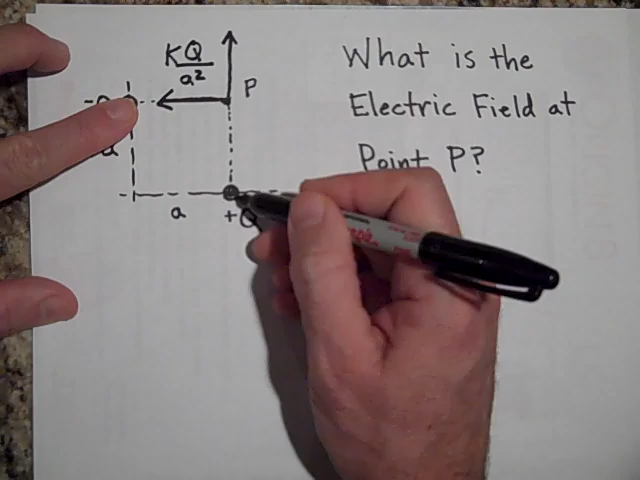 KQ
a²
P
a
a
+Q
What is the
Electric Field at
Point P?